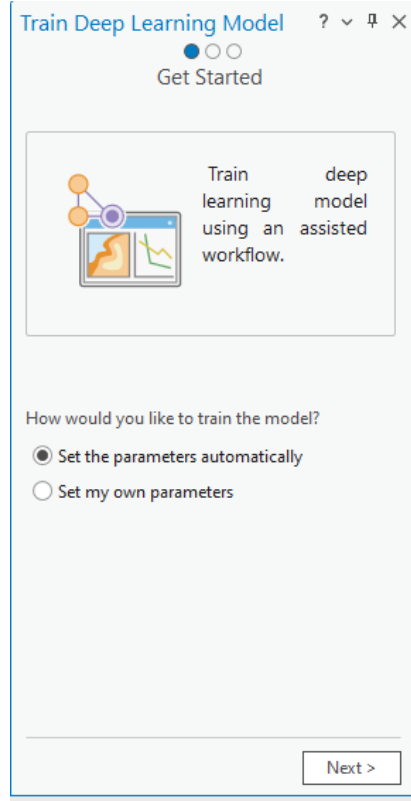 Train Deep Learning Model ?
Get Started
Train deep
learning model
using an assisted
workflow.
How would you like to train the model?
Set the parameters automatically
Set my own parameters
Next >